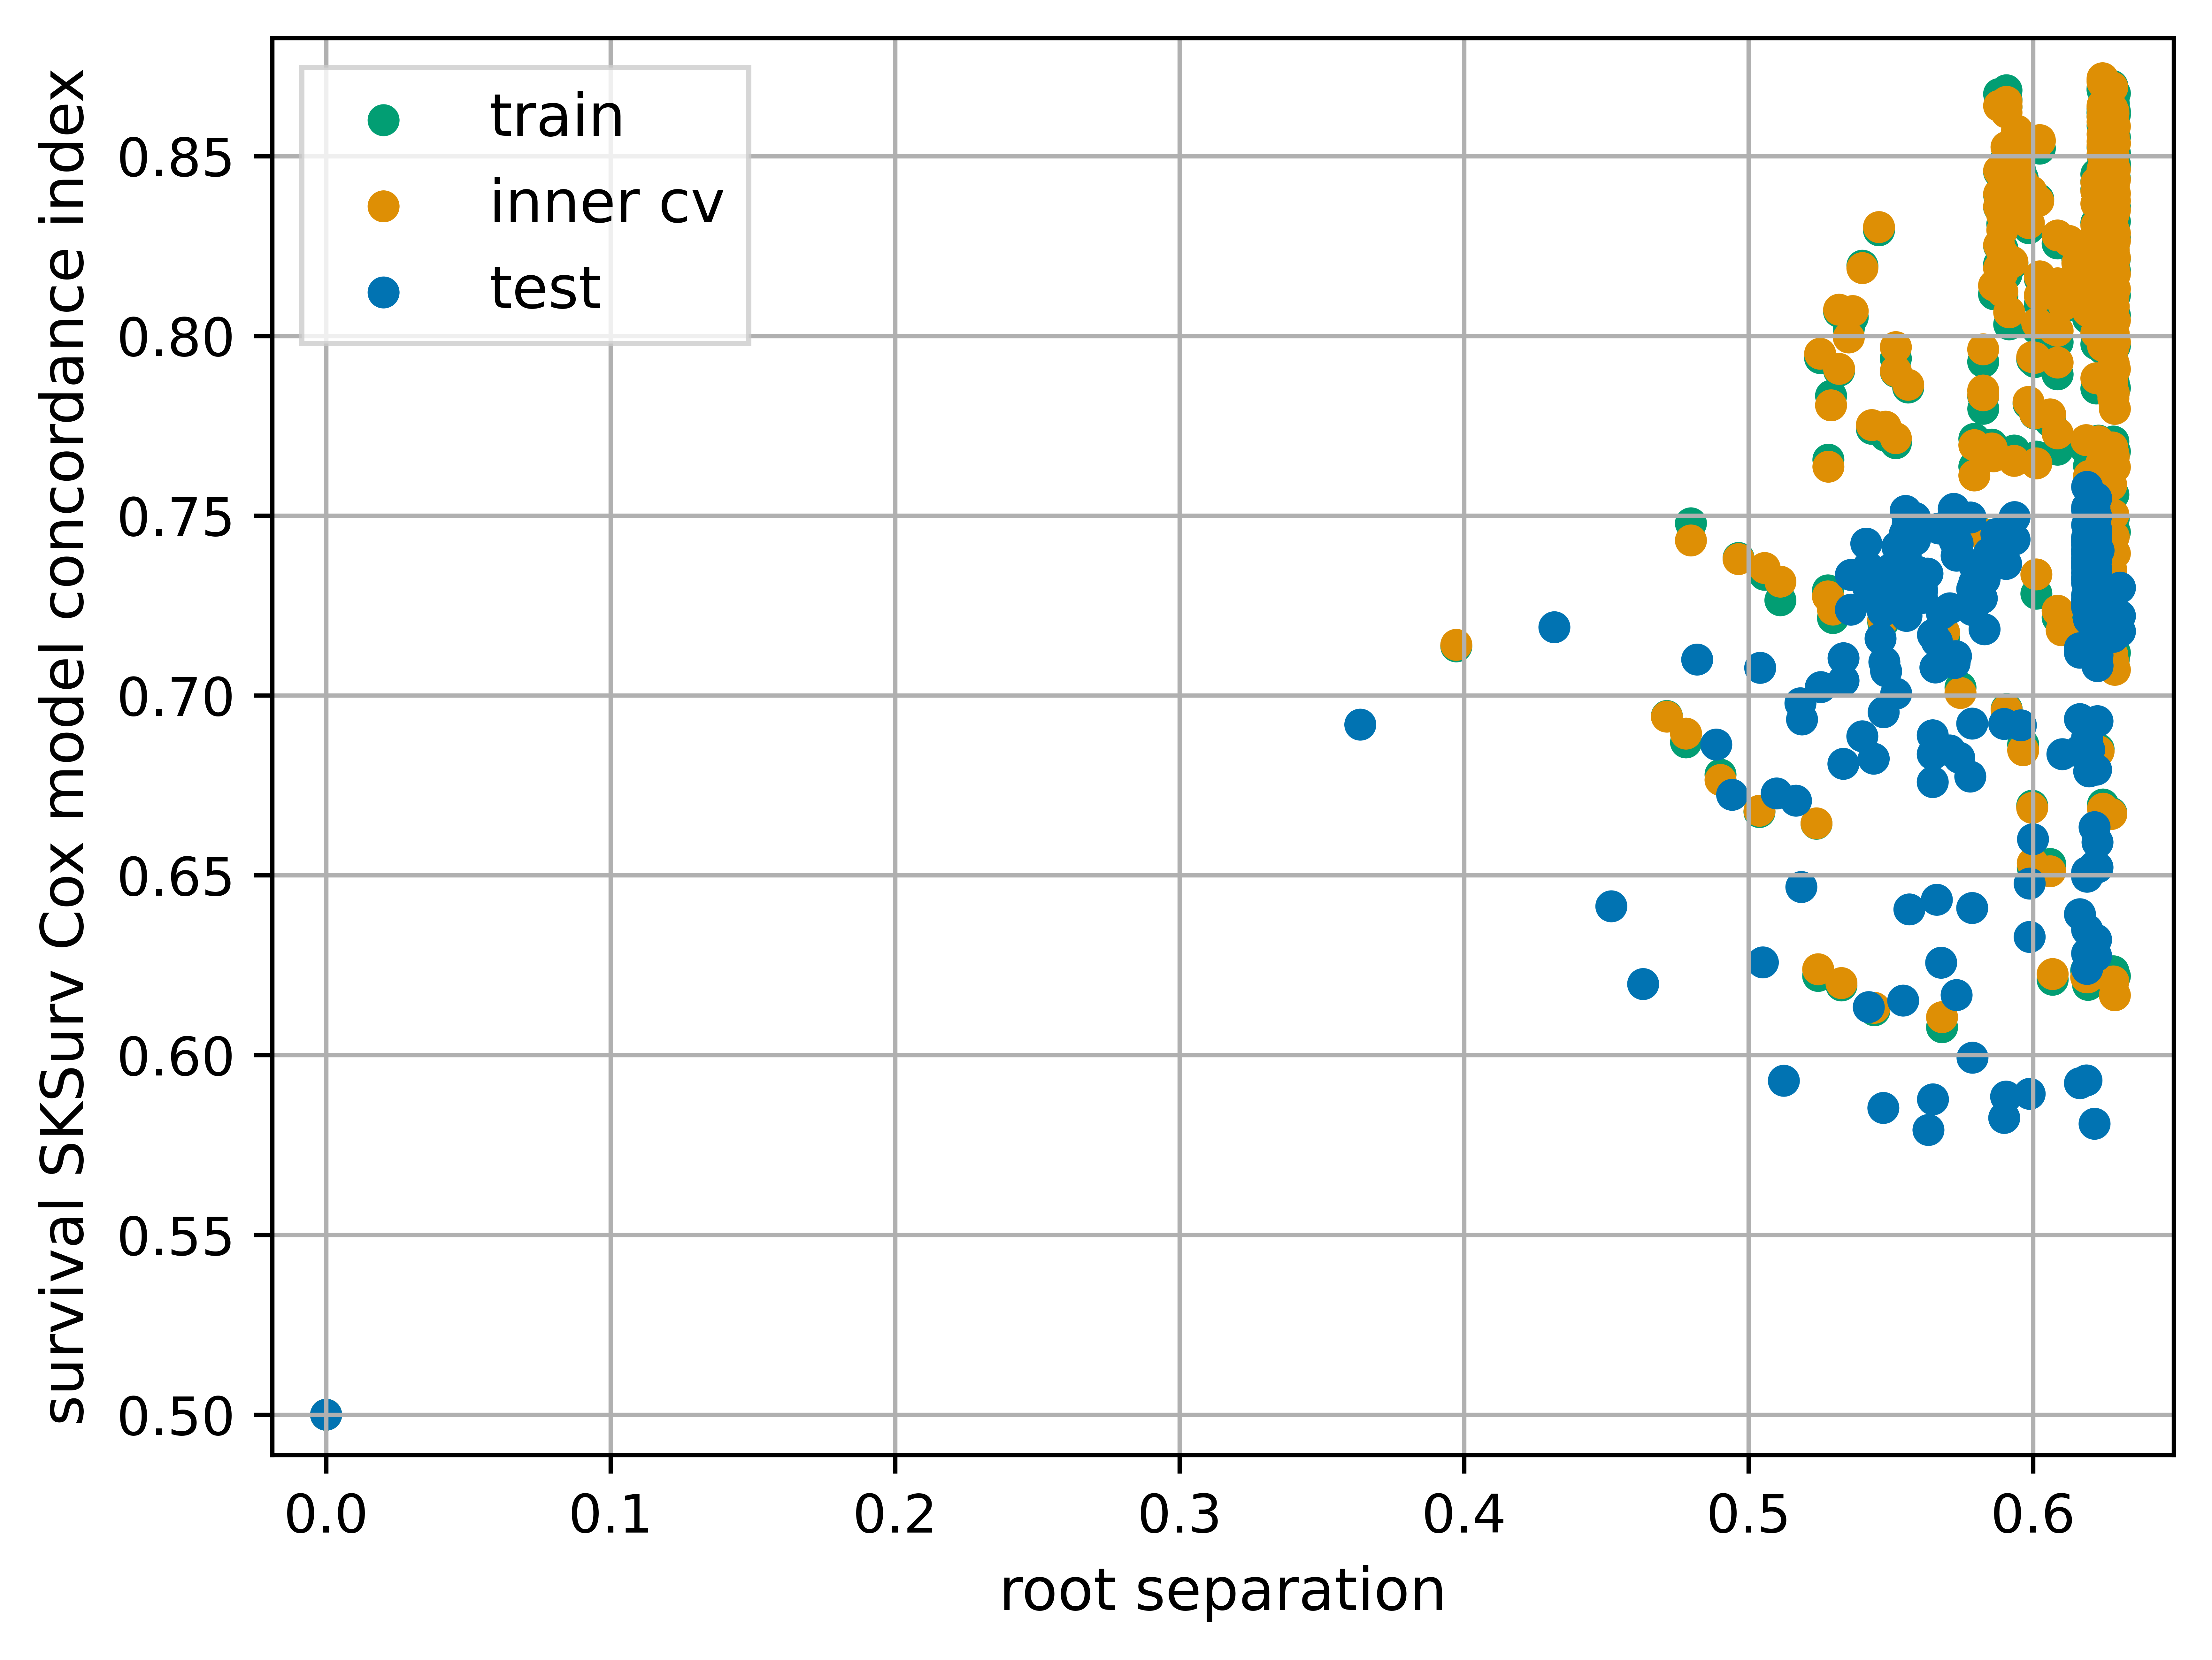 survival SKSurv Cox model concordance index
train
inner cv
test
0.85
0.80
0.75
0.70
0.65
0.60
0.55
0.50
0.0 0.1 0.2 0.3 0.4 0.5 0.6
root separation